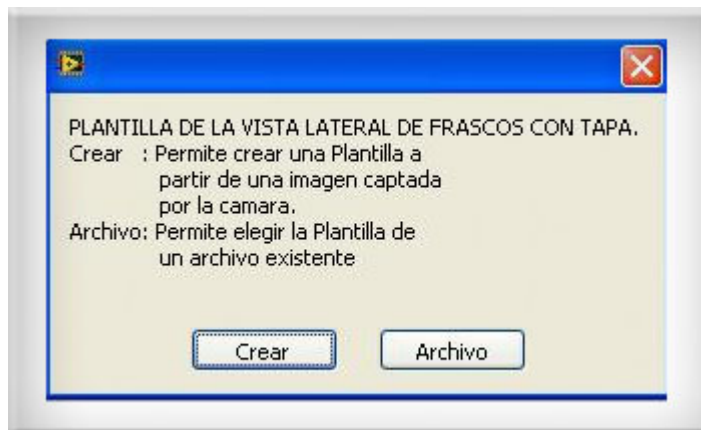 PLANTILLA DE LA VISTA LATERAL DE FRASCOS CON TAPA.
Crear : Permite crear una Plantilla a
partir de una imagen captada
por la camara.
Archivo: Permite elegir la Plantilla de
un archivo existente
Crear
Archivo